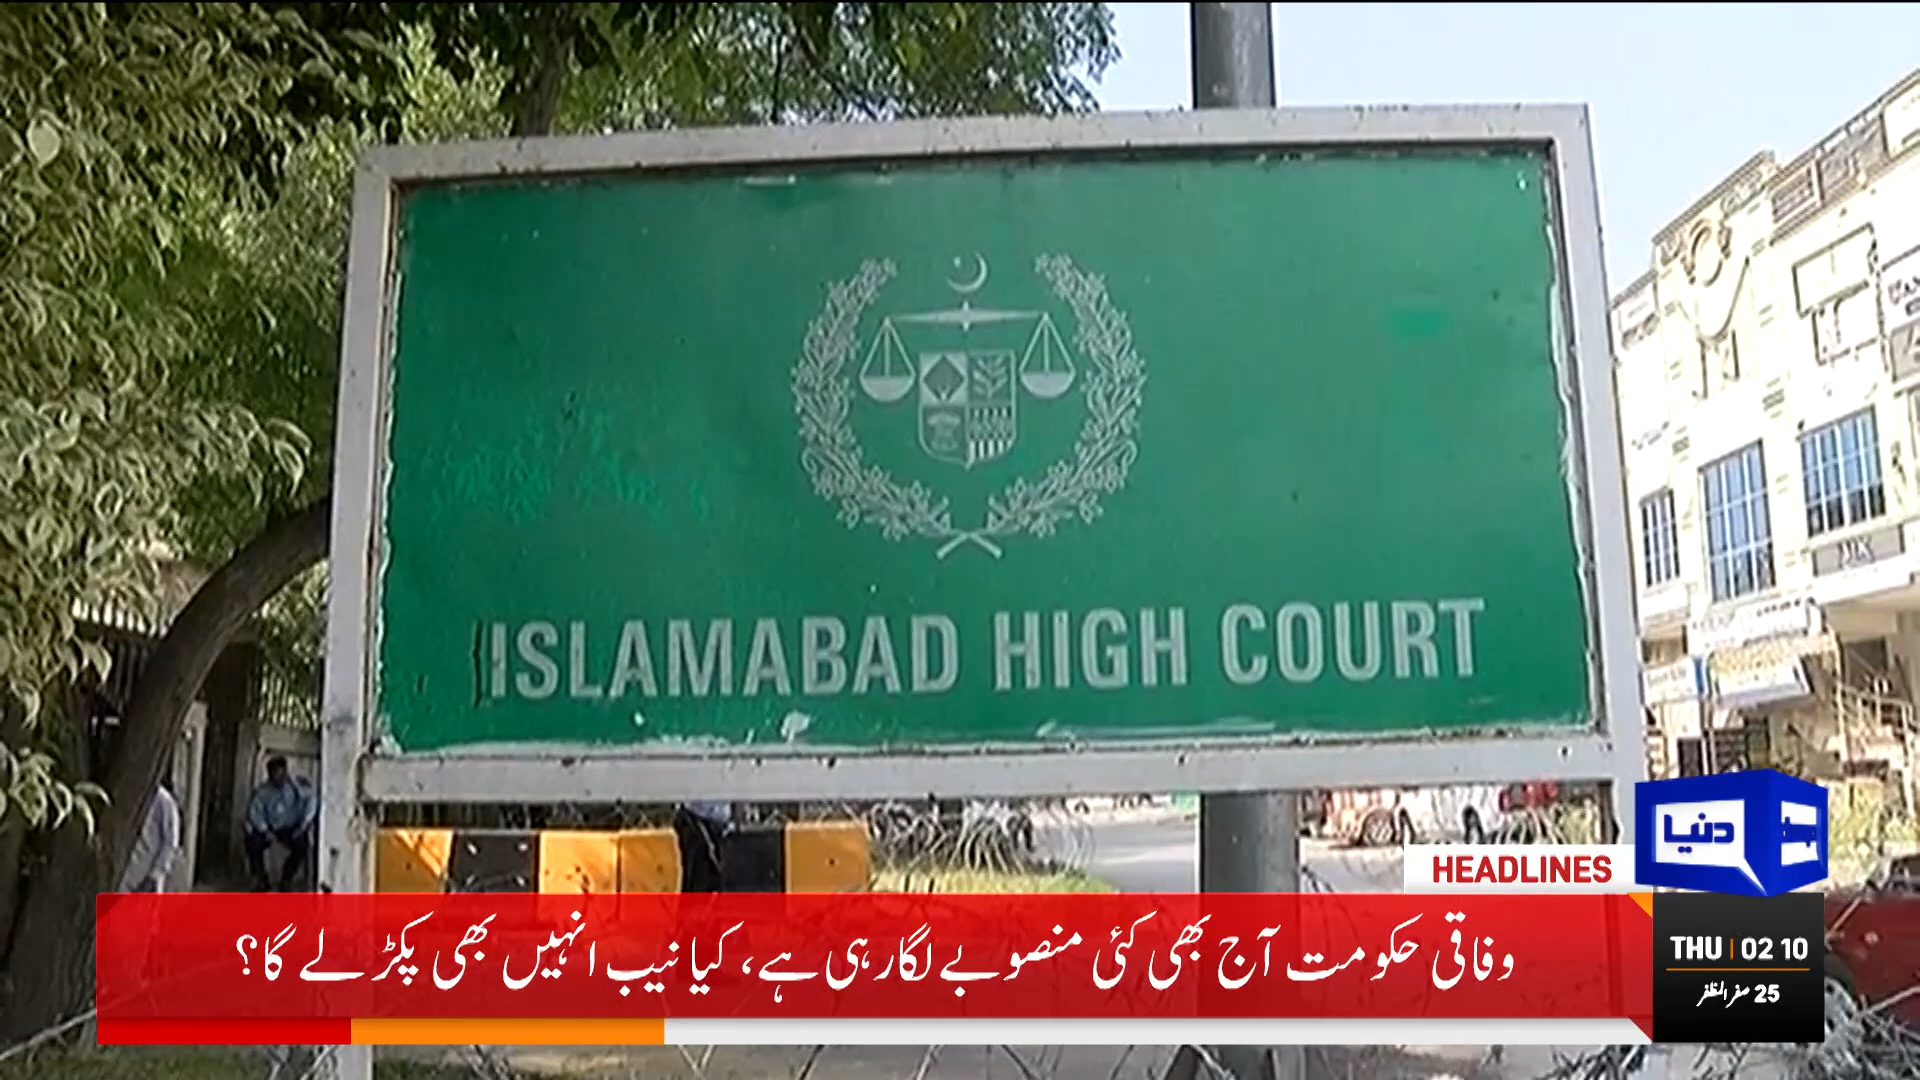 ISLAMABAD HIGH COURT
HEADLINES
دنیا
وفاقی حکومت آج بھی کئی منصوبے لگا رہی ہے، کیا نیب انہیں بھی پکڑ لے گا؟
THU 02 10
25 صفر المظفر